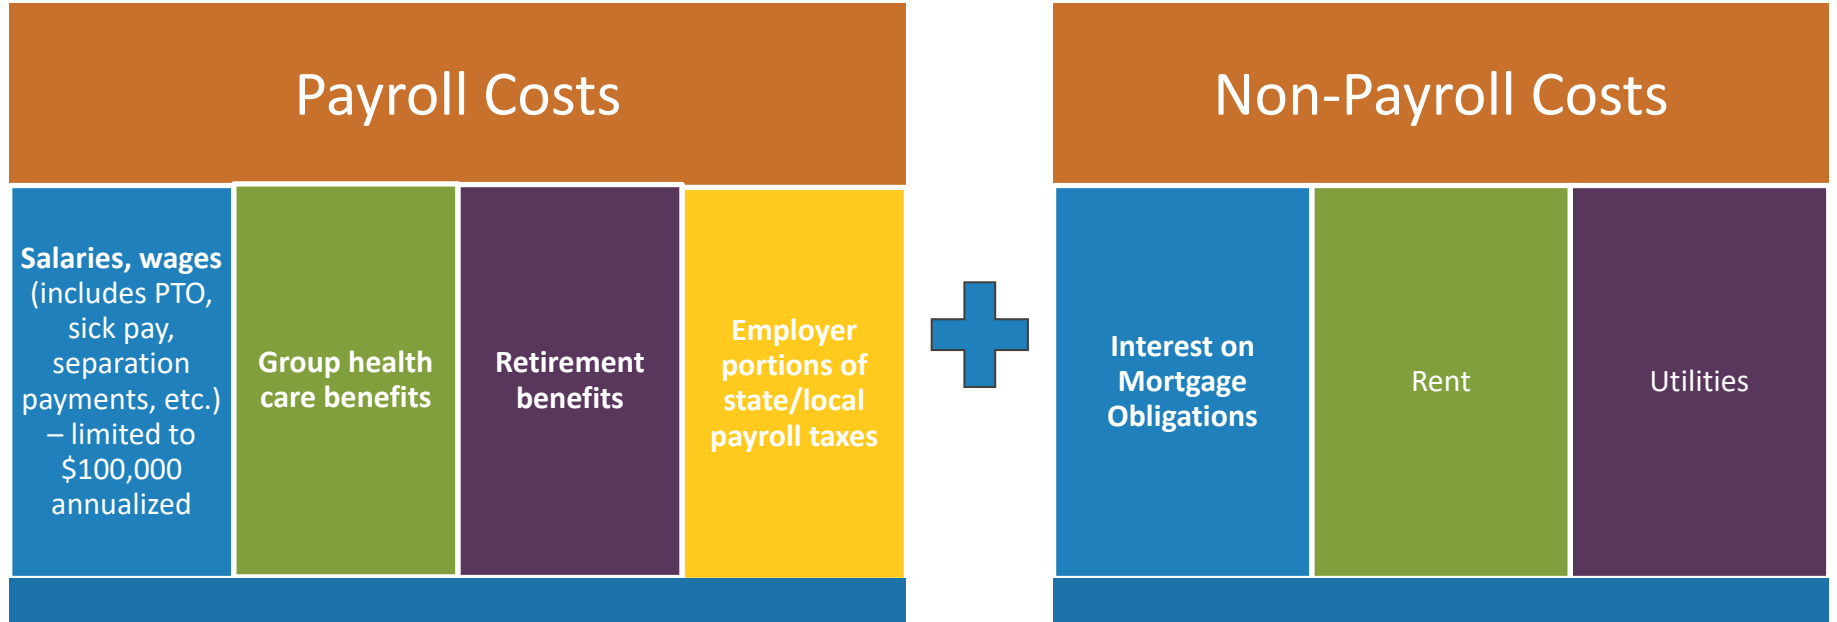 Payroll Costs
Non-Payroll Costs
Salaries, wages
(includes PTO,
sick pay,
separation
payments, etc.)
– limited to
$100,000
annualized
Group health
care benefits
Retirement
benefits
Employer
portions of
state/local
payroll taxes
Interest on
Mortgage
Obligations
Rent
Utilities